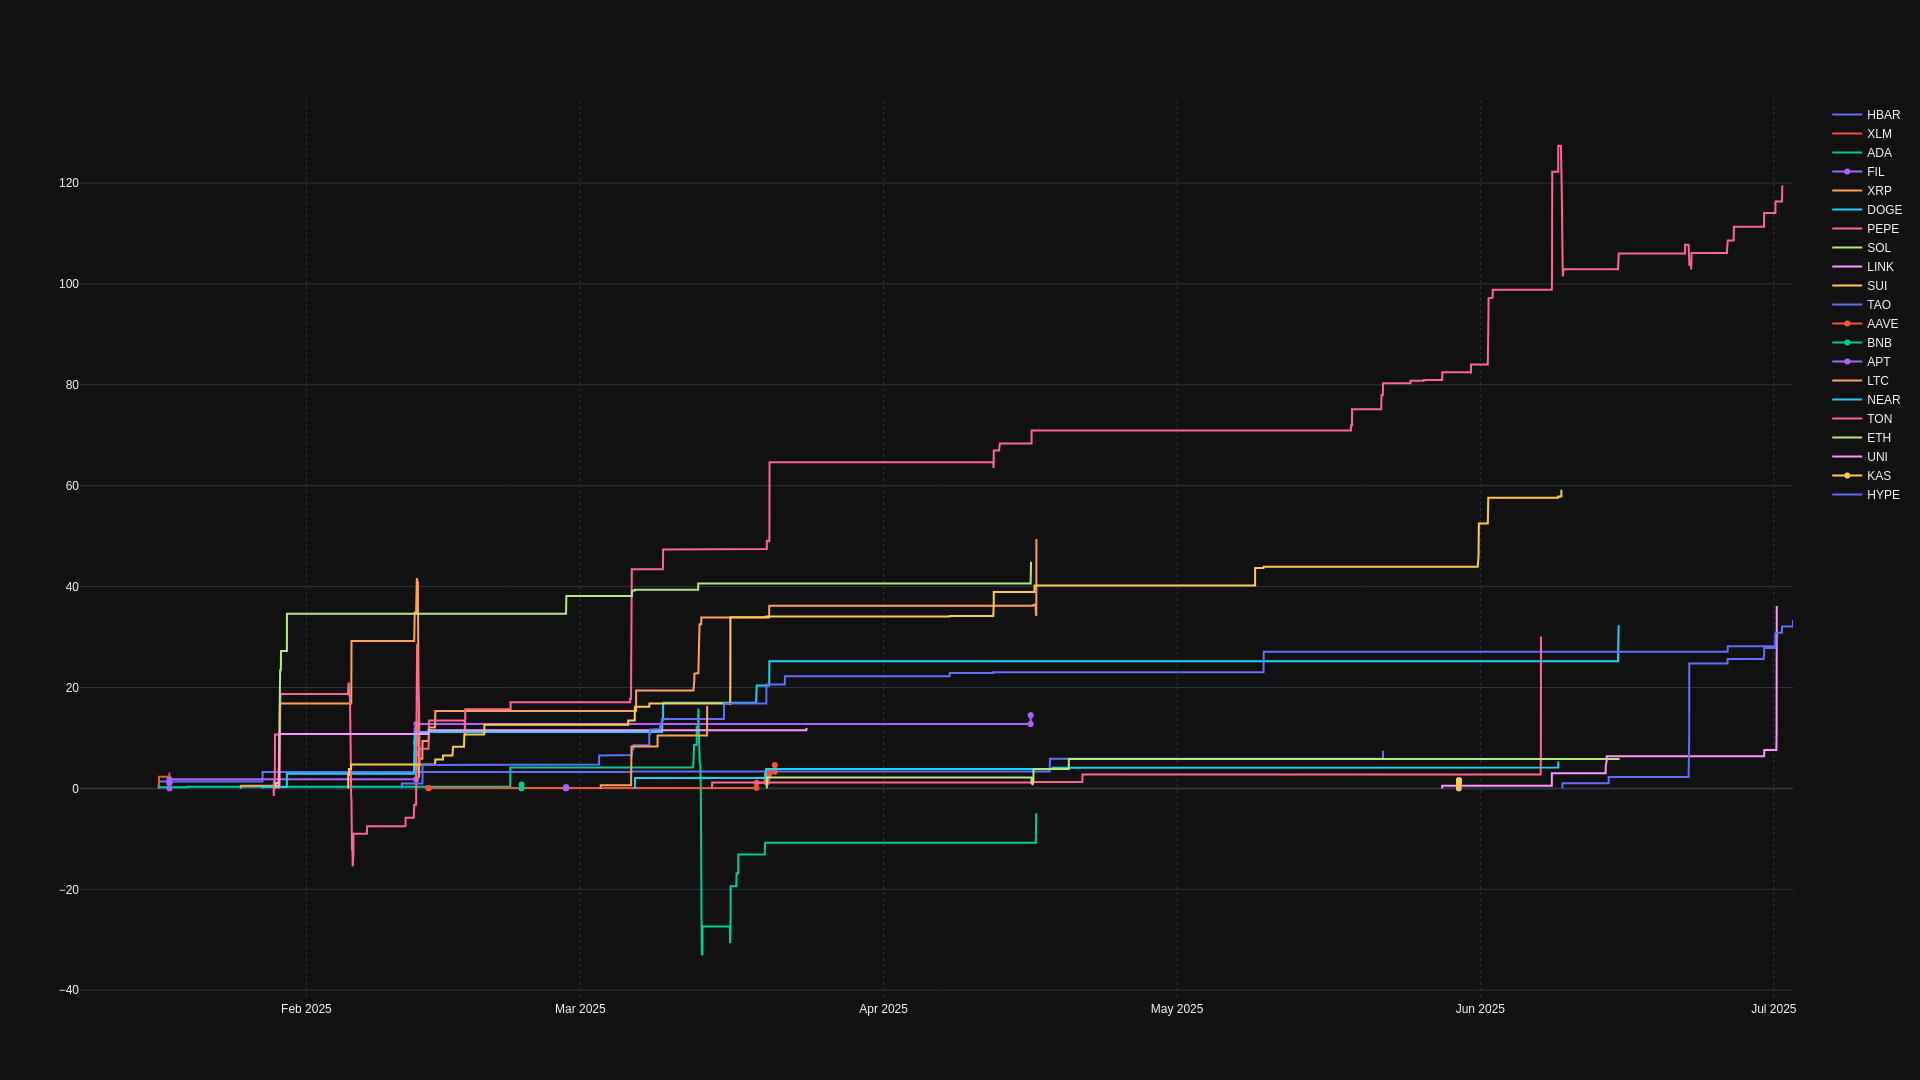 120
100
80
60
40
20
0
−20
−40
Feb 2025
Mar 2025
Apr 2025
May 2025
Jun 2025
Jul 2025
HBAR
XLM
ADA
FIL
XRP
DOGE
PEPE
SOL
LINK
SUI
TAO
AAVE
BNB
APT
LTC
NEAR
TON
ETH
UNI
KAS
HYPE